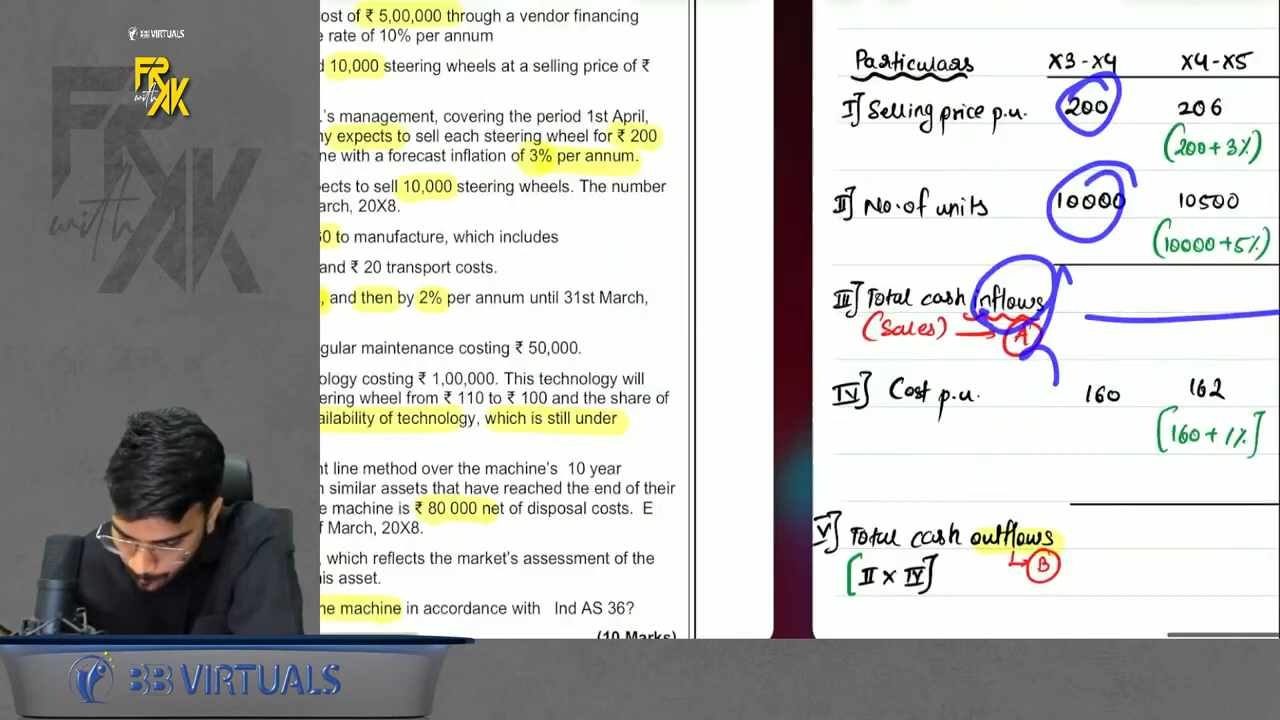 BB VIRTUALS
FR
with
AK
FR
with
AK
cost of ₹ 5,00,000 through a vendor financing
rate of 10% per annum
10,000 steering wheels at a selling price of ₹
.'s management, covering the period 1st April,
expects to sell each steering wheel for ₹ 200
with a forecast inflation of 3% per annum.
ects to sell 10,000 steering wheels. The number
arch, 20X8.
60 to manufacture, which includes
and ₹ 20 transport costs.
, and then by 2% per annum until 31st March,
gular maintenance costing ₹ 50,000.
ology costing ₹ 1,00,000. This technology will
ering wheel from ₹ 110 to ₹ 100 and the share of
ailability of technology, which is still under
nt line method over the machine's 10 year
similar assets that have reached the end of their
e machine is ₹ 80 000 net of disposal costs. E
f March, 20X8.
, which reflects the market's assessment of the
his asset.
he machine in accordance with Ind AS 36?
(10 Marks)
Particulars X3-X4 X4-X5
I] Selling price p.u. 200 206
(200+3%)
II] No. of units 10000 10500
(10000+5%)
III] Total cash inflows
(Sales) → A
IV] Cost p.u. 160 162
[160+1%]
V] Total cash outflows
[II x IV] B
BB VIRTUALS